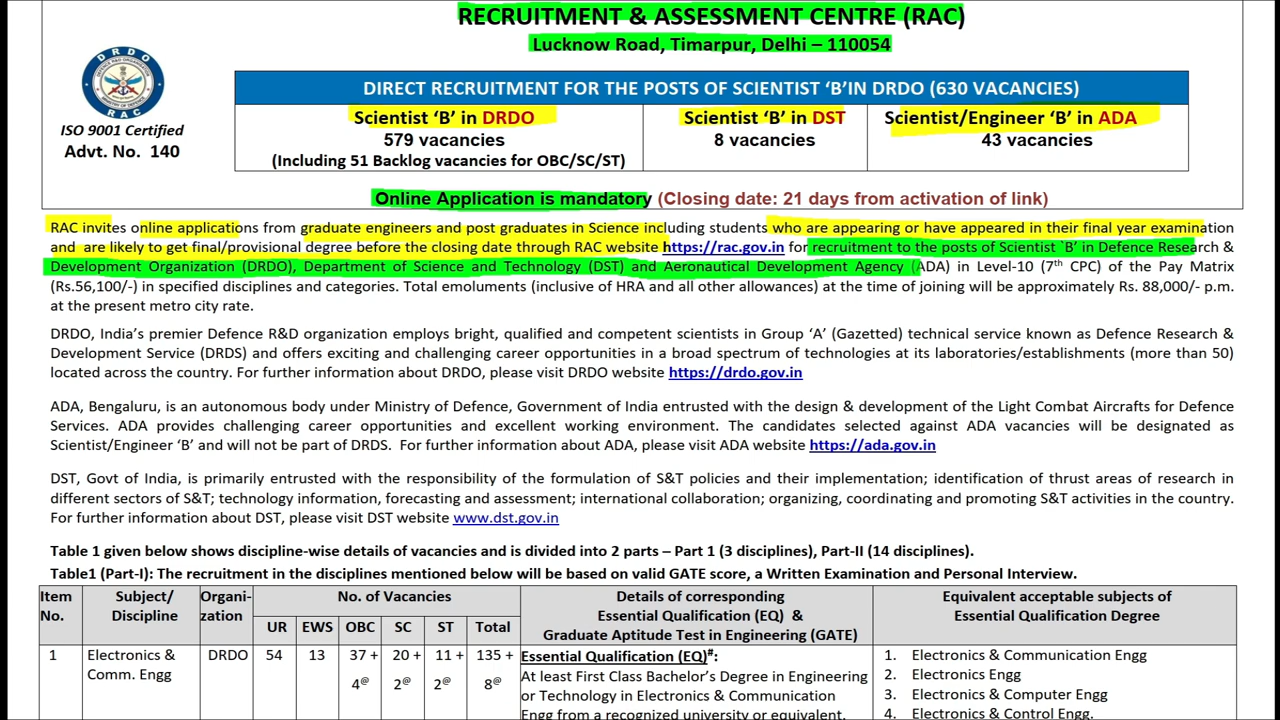 RECRUITMENT & ASSESSMENT CENTRE (RAC)
Lucknow Road, Timarpur, Delhi – 110054
DRDO
RAC
ISO 9001 Certified
Advt. No. 140
DIRECT RECRUITMENT FOR THE POSTS OF SCIENTIST ‘B’IN DRDO (630 VACANCIES)
Scientist ‘B’ in DRDO
579 vacancies
(Including 51 Backlog vacancies for OBC/SC/ST)
Scientist ‘B’ in DST
8 vacancies
Scientist/Engineer ‘B’ in ADA
43 vacancies
Online Application is mandatory (Closing date: 21 days from activation of link)
RAC invites online applications from graduate engineers and post graduates in Science including students who are appearing or have appeared in their final year examination
and are likely to get final/provisional degree before the closing date through RAC website https://rac.gov.in for recruitment to the posts of Scientist `B’ in Defence Research &
Development Organization (DRDO), Department of Science and Technology (DST) and Aeronautical Development Agency (ADA) in Level-10 (7th CPC) of the Pay Matrix
(Rs.56,100/-) in specified disciplines and categories. Total emoluments (inclusive of HRA and all other allowances) at the time of joining will be approximately Rs. 88,000/- p.m.
at the present metro city rate.
DRDO, India’s premier Defence R&D organization employs bright, qualified and competent scientists in Group ‘A’ (Gazetted) technical service known as Defence Research &
Development Service (DRDS) and offers exciting and challenging career opportunities in a broad spectrum of technologies at its laboratories/establishments (more than 50)
located across the country. For further information about DRDO, please visit DRDO website https://drdo.gov.in
ADA, Bengaluru, is an autonomous body under Ministry of Defence, Government of India entrusted with the design & development of the Light Combat Aircrafts for Defence
Services. ADA provides challenging career opportunities and excellent working environment. The candidates selected against ADA vacancies will be designated as
Scientist/Engineer ‘B’ and will not be part of DRDS. For further information about ADA, please visit ADA website https://ada.gov.in
DST, Govt of India, is primarily entrusted with the responsibility of the formulation of S&T policies and their implementation; identification of thrust areas of research in
different sectors of S&T; technology information, forecasting and assessment; international collaboration; organizing, coordinating and promoting S&T activities in the country.
For further information about DST, please visit DST website www.dst.gov.in
Table 1 given below shows discipline-wise details of vacancies and is divided into 2 parts – Part 1 (3 disciplines), Part-II (14 disciplines).
Table1 (Part-I): The recruitment in the disciplines mentioned below will be based on valid GATE score, a Written Examination and Personal Interview.
Item No.
Subject/ Discipline
Organi-zation
No. of Vacancies
UR EWS OBC SC ST Total
Details of corresponding
Essential Qualification (EQ) &
Graduate Aptitude Test in Engineering (GATE)
Equivalent acceptable subjects of
Essential Qualification Degree
1 Electronics & Comm. Engg DRDO 54 13 37 + 4@ 20 + 2@ 11 + 2@ 135 + 8@
Essential Qualification (EQ)#:
At least First Class Bachelor’s Degree in Engineering
or Technology in Electronics & Communication
Engg from a recognized university or equivalent.
1. Electronics & Communication Engg
2. Electronics Engg
3. Electronics & Computer Engg
4. Electronics & Control Engg.